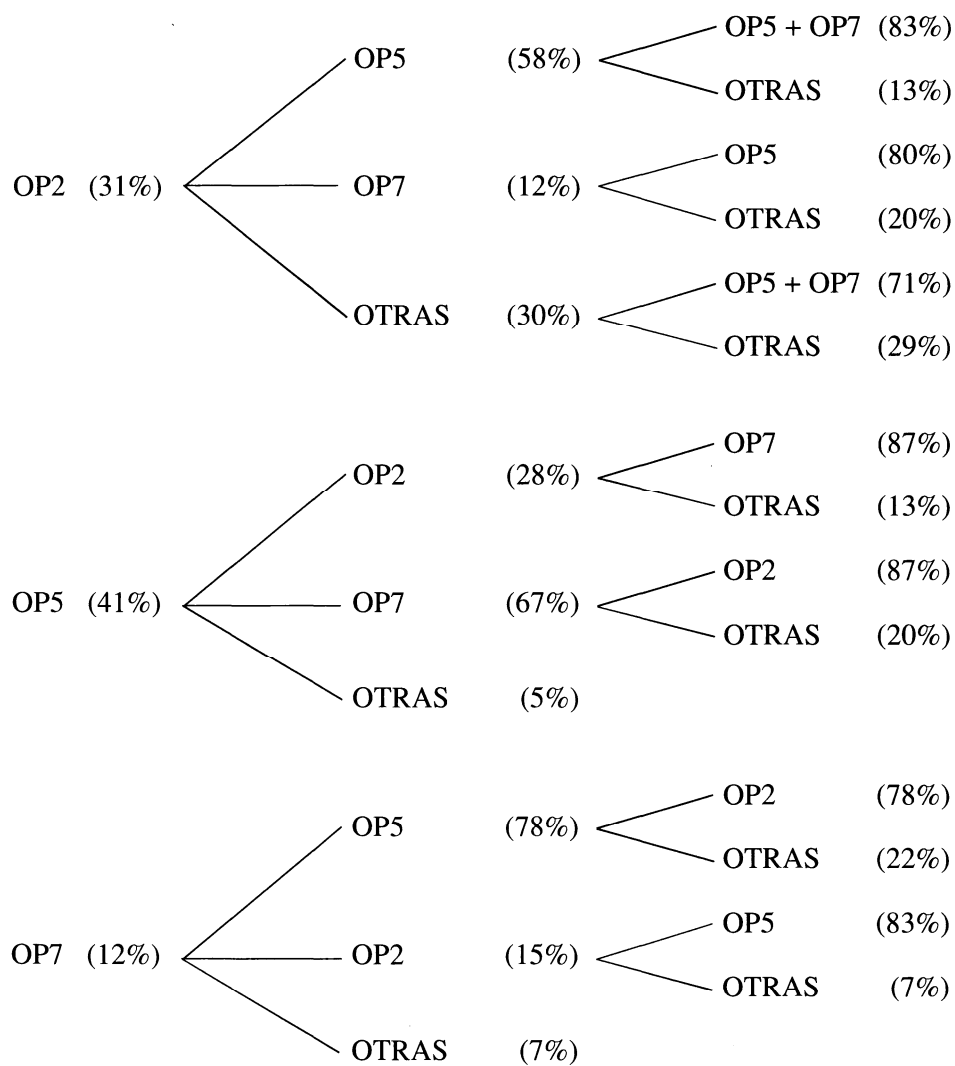 OP5 + OP7 (83%)
OP5 (58%)
OTRAS (13%)
OP5 (80%)
OP2 (31%) OP7 (12%)
OTRAS (20%)
OP5 + OP7 (71%)
OTRAS (30%)
OTRAS (29%)
OP7 (87%)
OP2 (28%)
OTRAS (13%)
OP2 (87%)
OP5 (41%) OP7 (67%)
OTRAS (20%)
OTRAS (5%)
OP2 (78%)
OP5 (78%)
OTRAS (22%)
OP5 (83%)
OP7 (12%) OP2 (15%)
OTRAS (7%)
OTRAS (7%)